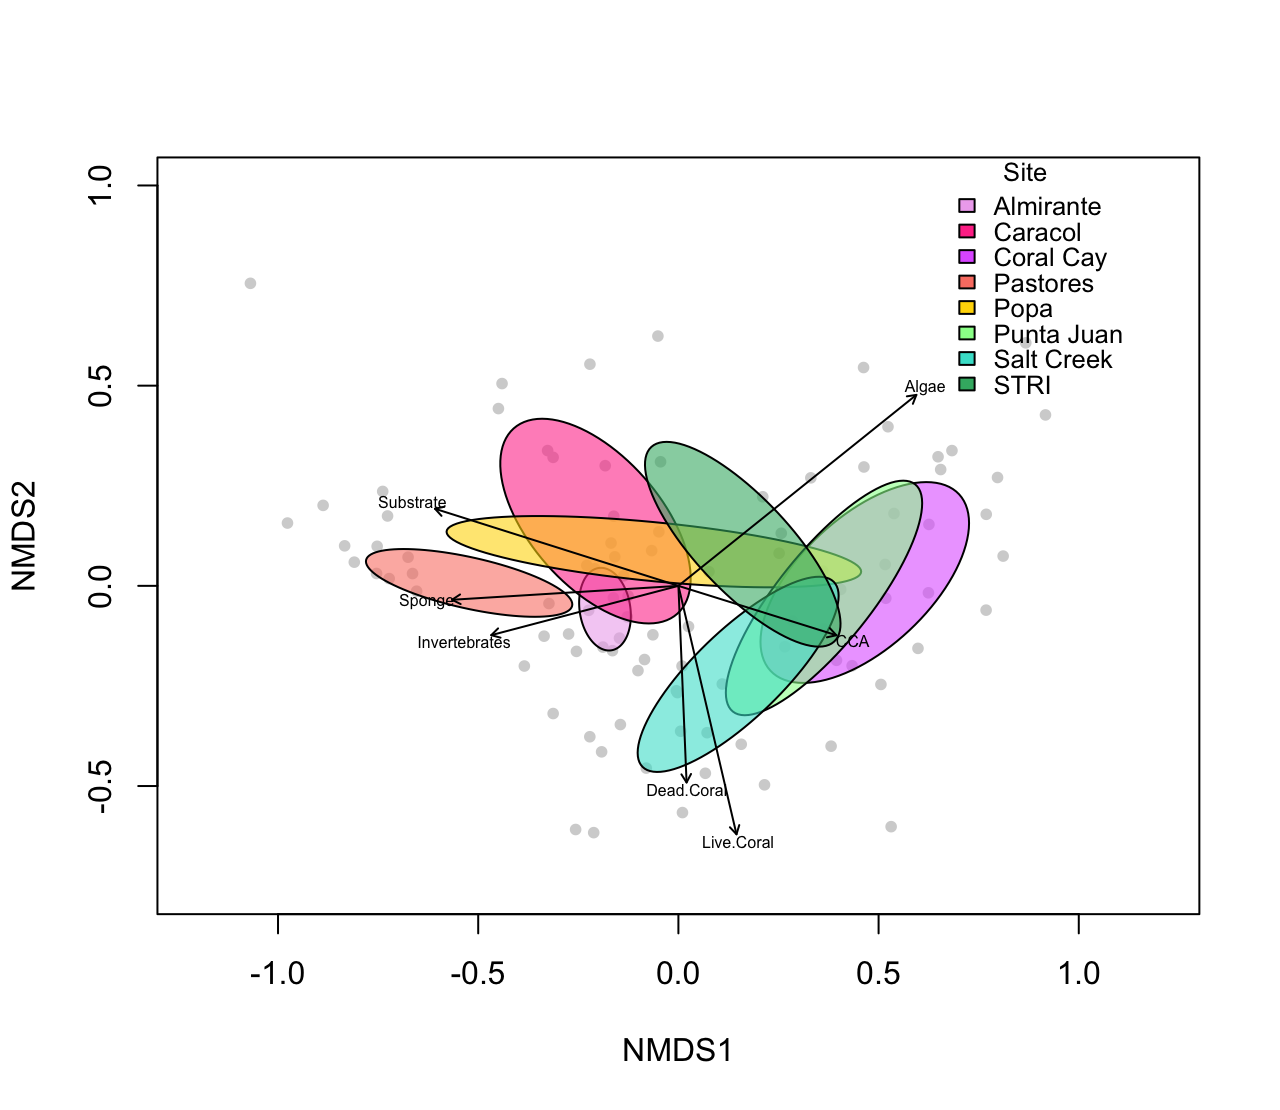 Site
Almirante
Caracol
Coral Cay
Pastores
Popa
Punta Juan
Salt Creek
STRI
1.0
0.5
0.0
-0.5
NMDS2
Algae
Substrate
Sponge
Invertebrates
CCA
Dead.Coral
Live.Coral
-1.0 -0.5 0.0 0.5 1.0
NMDS1